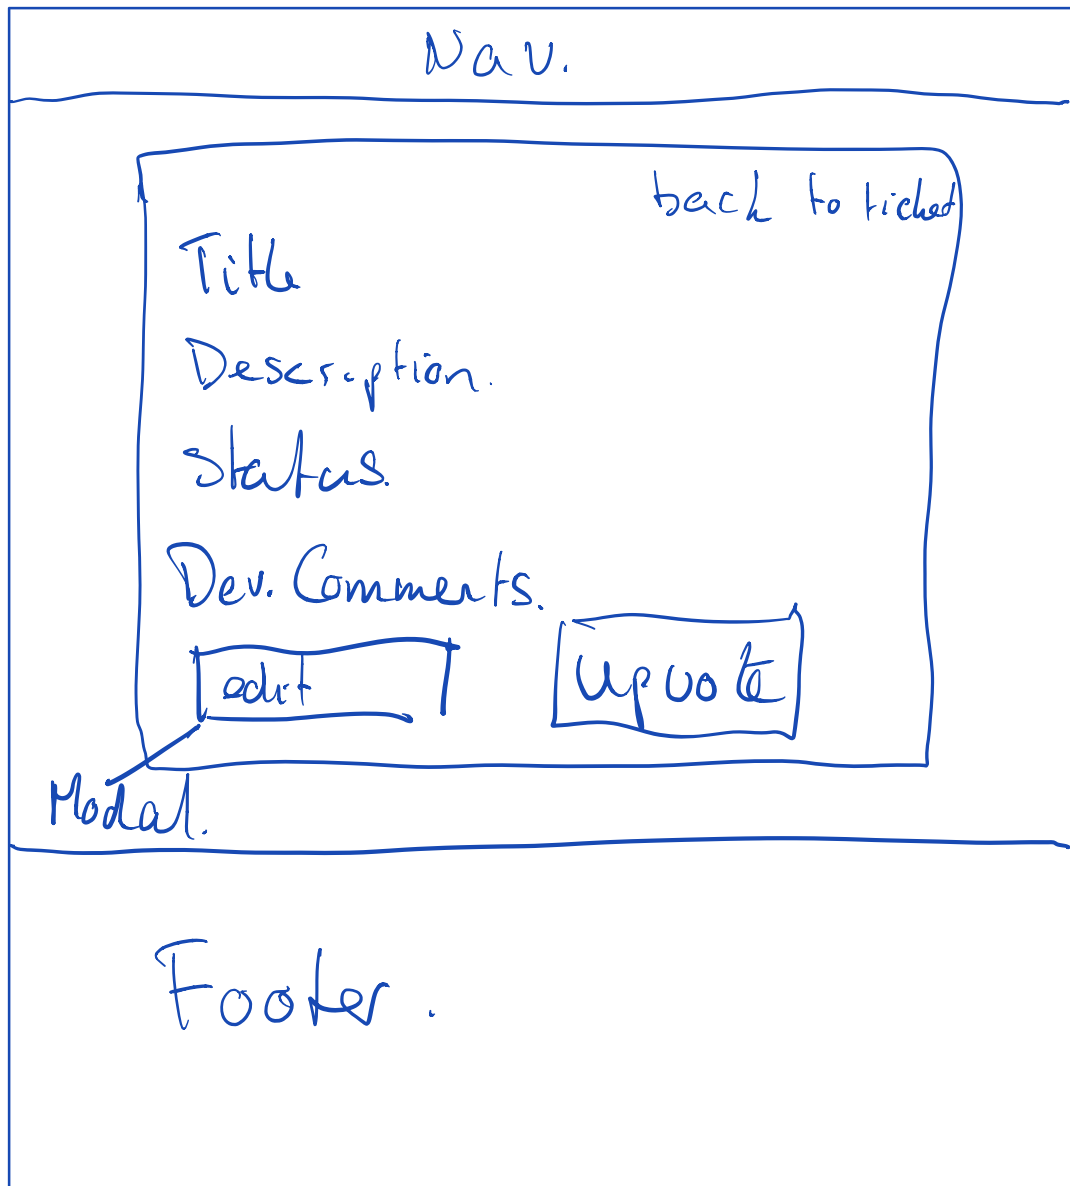 Nav.
back to ticket
Title
Description.
Status.
Dev. Comments.
edit
upvote
Modal.
Footer.